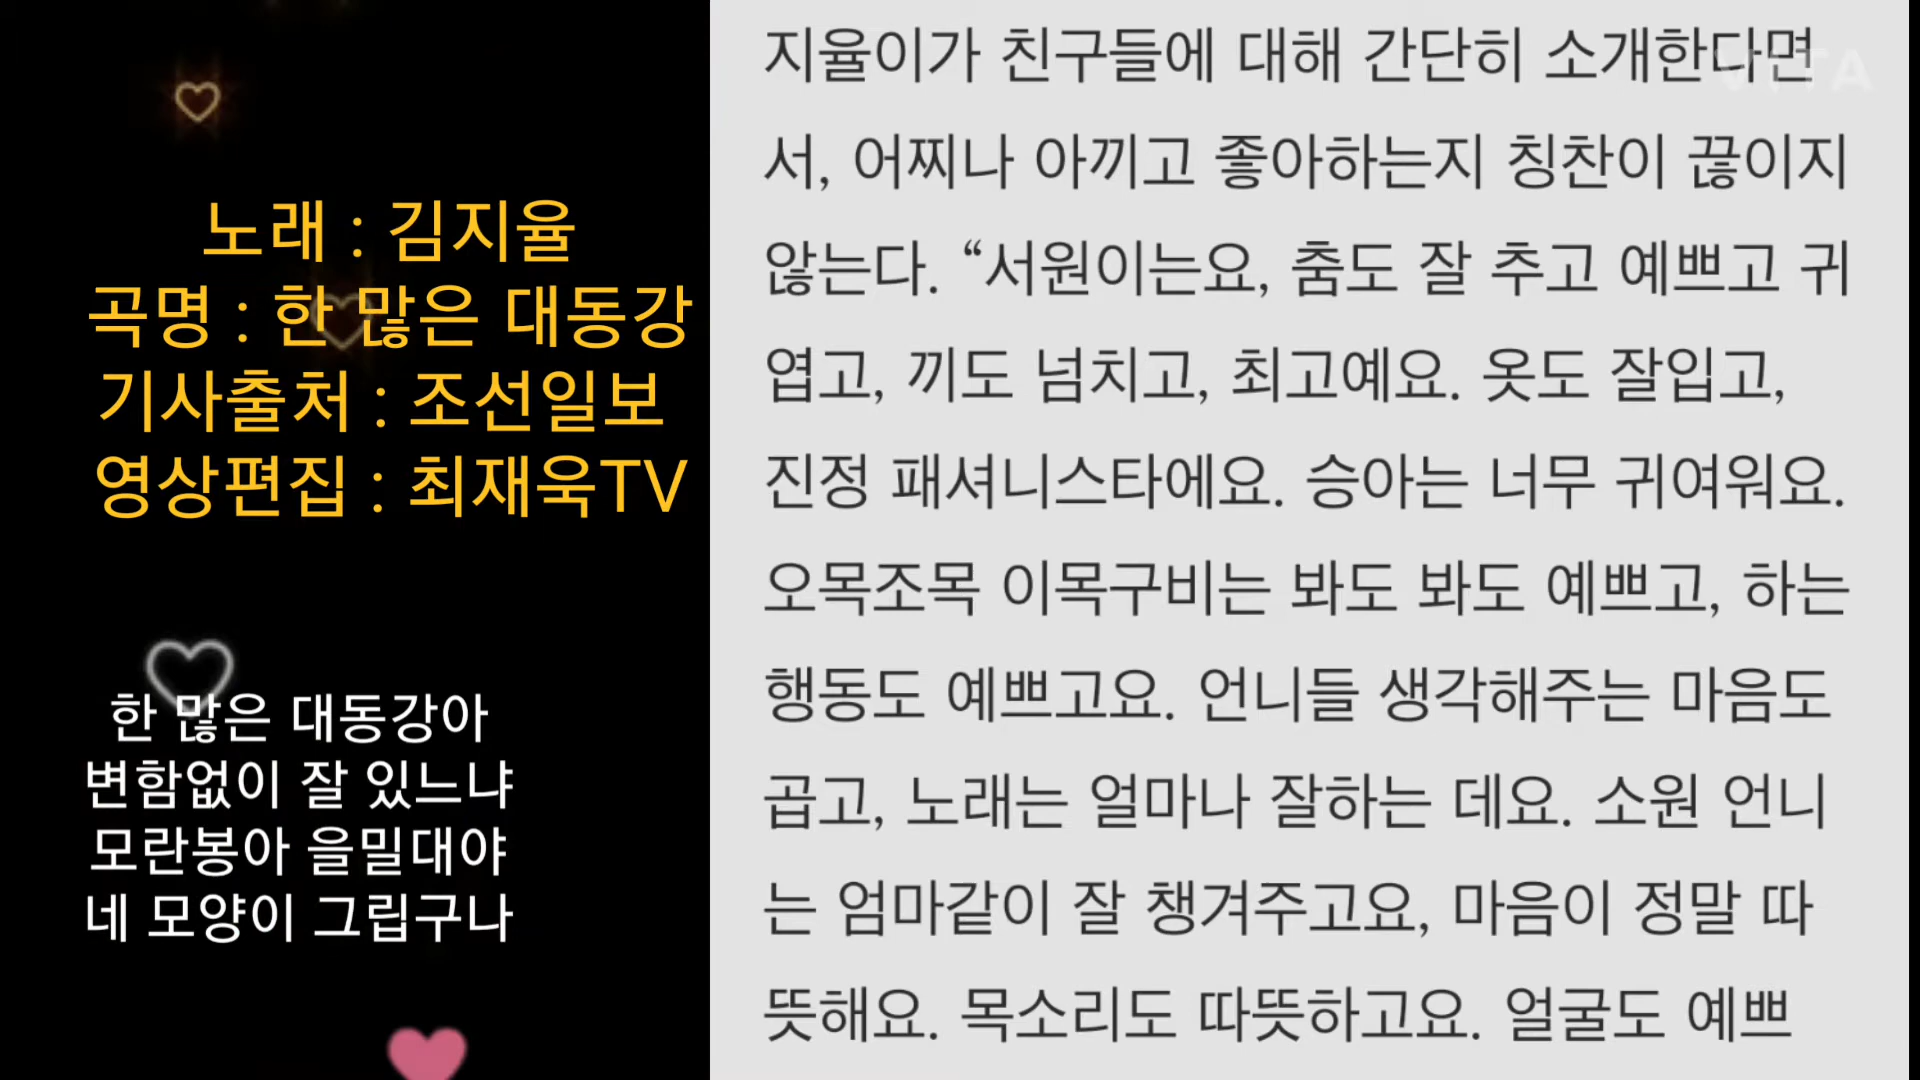 노래 : 김지율
곡명 : 한 많은 대동강
기사출처 : 조선일보
영상편집 : 최재욱TV
한 많은 대동강아
변함없이 잘 있느냐
모란봉아 을밀대야
네 모양이 그립구나
지율이가 친구들에 대해 간단히 소개한다면
서, 어찌나 아끼고 좋아하는지 칭찬이 끊이지
않는다. “서원이는요, 춤도 잘 추고 예쁘고 귀
엽고, 끼도 넘치고, 최고예요. 옷도 잘입고,
진정 패셔니스타에요. 승아는 너무 귀여워요.
오목조목 이목구비는 봐도 봐도 예쁘고, 하는
행동도 예쁘고요. 언니들 생각해주는 마음도
곱고, 노래는 얼마나 잘하는 데요. 소원 언니
는 엄마같이 잘 챙겨주고요, 마음이 정말 따
뜻해요. 목소리도 따뜻하고요. 얼굴도 예쁘
VITA